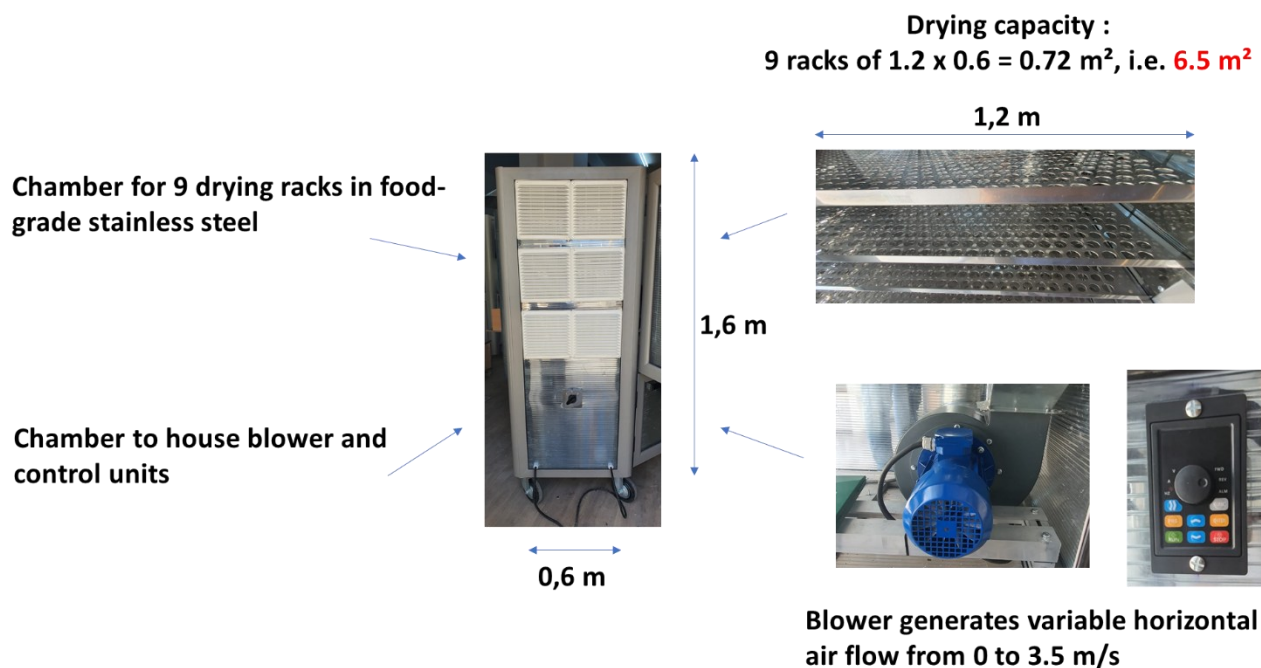 Drying capacity :
9 racks of 1.2 x 0.6 = 0.72 m², i.e. 6.5 m²
1,2 m
Chamber for 9 drying racks in food-
grade stainless steel
1,6 m
Chamber to house blower and
control units
0,6 m
Blower generates variable horizontal
air flow from 0 to 3.5 m/s